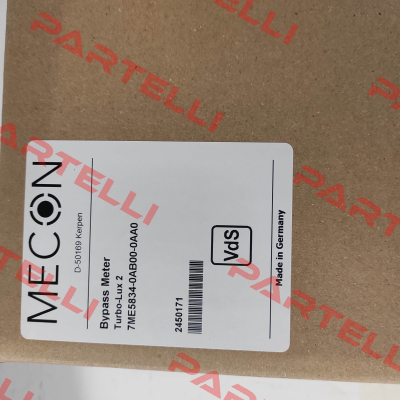 MECON
D-50169 Kerpen
Bypass Meter
Turbo-Lux 2
7ME5834-0AB00-0AA0
2450171
VdS
Made in Germany
PARTELLI
PARTELLI
PARTELLI
PARTELLI
PARTELLI